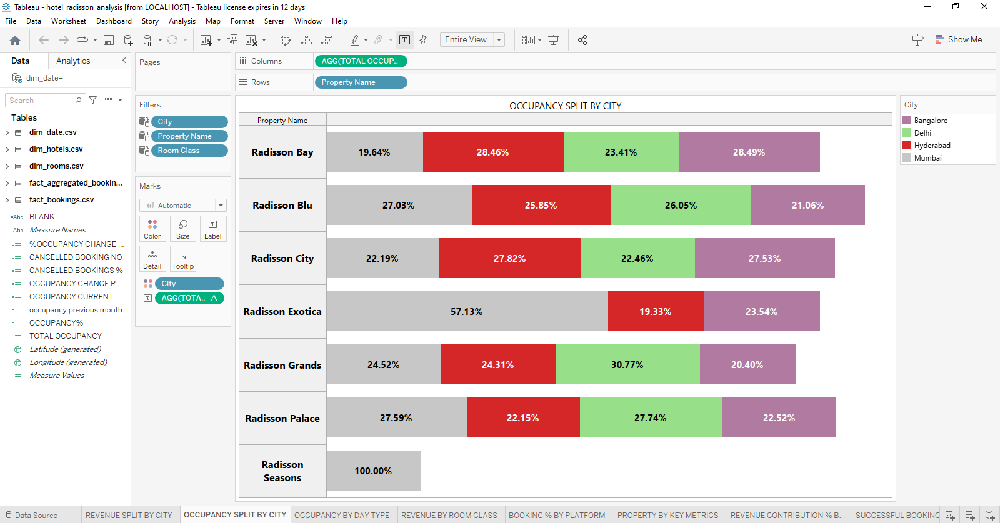 Tableau - hotel_radisson_analysis [from LOCALHOST] - Tableau license expires in 12 days
File Data Worksheet Dashboard Story Analysis Map Format Server Window Help
Entire View
Show Me
Data Analytics
dim_date+
Search
Tables
dim_date.csv
dim_hotels.csv
dim_rooms.csv
fact_aggregated_bookin...
fact_bookings.csv
=Abc BLANK
Abc Measure Names
%OCCUPANCY CHANGE ...
CANCELLED BOOKING NO
CANCELLED BOOKINGS %
OCCUPANCY CHANGE P...
OCCUPANCY CURRENT ...
occupancy previous month
OCCUPANCY%
TOTAL OCCUPANCY
Latitude (generated)
Longitude (generated)
Measure Values
Pages
Filters
City
Property Name
Room Class
Marks
Automatic
Color Size Label
Detail Tooltip
City
AGG(TOTA.. Δ
Columns AGG(TOTAL OCCUP..
Rows Property Name
OCCUPANCY SPLIT BY CITY
Property Name
Radisson Bay 19.64% 28.46% 23.41% 28.49%
Radisson Blu 27.03% 25.85% 26.05% 21.06%
Radisson City 22.19% 27.82% 22.46% 27.53%
Radisson Exotica 57.13% 19.33% 23.54%
Radisson Grands 24.52% 24.31% 30.77% 20.40%
Radisson Palace 27.59% 22.15% 27.74% 22.52%
Radisson
Seasons
100.00%
City
Bangalore
Delhi
Hyderabad
Mumbai
Data Source REVENUE SPLIT BY CITY OCCUPANCY SPLIT BY CITY OCCUPANCY BY DAY TYPE REVENUE BY ROOM CLASS BOOKING % BY PLATFORM PROPERTY BY KEY METRICS REVENUE CONTRIBUTION % B... SUCCESSFUL BOOKING